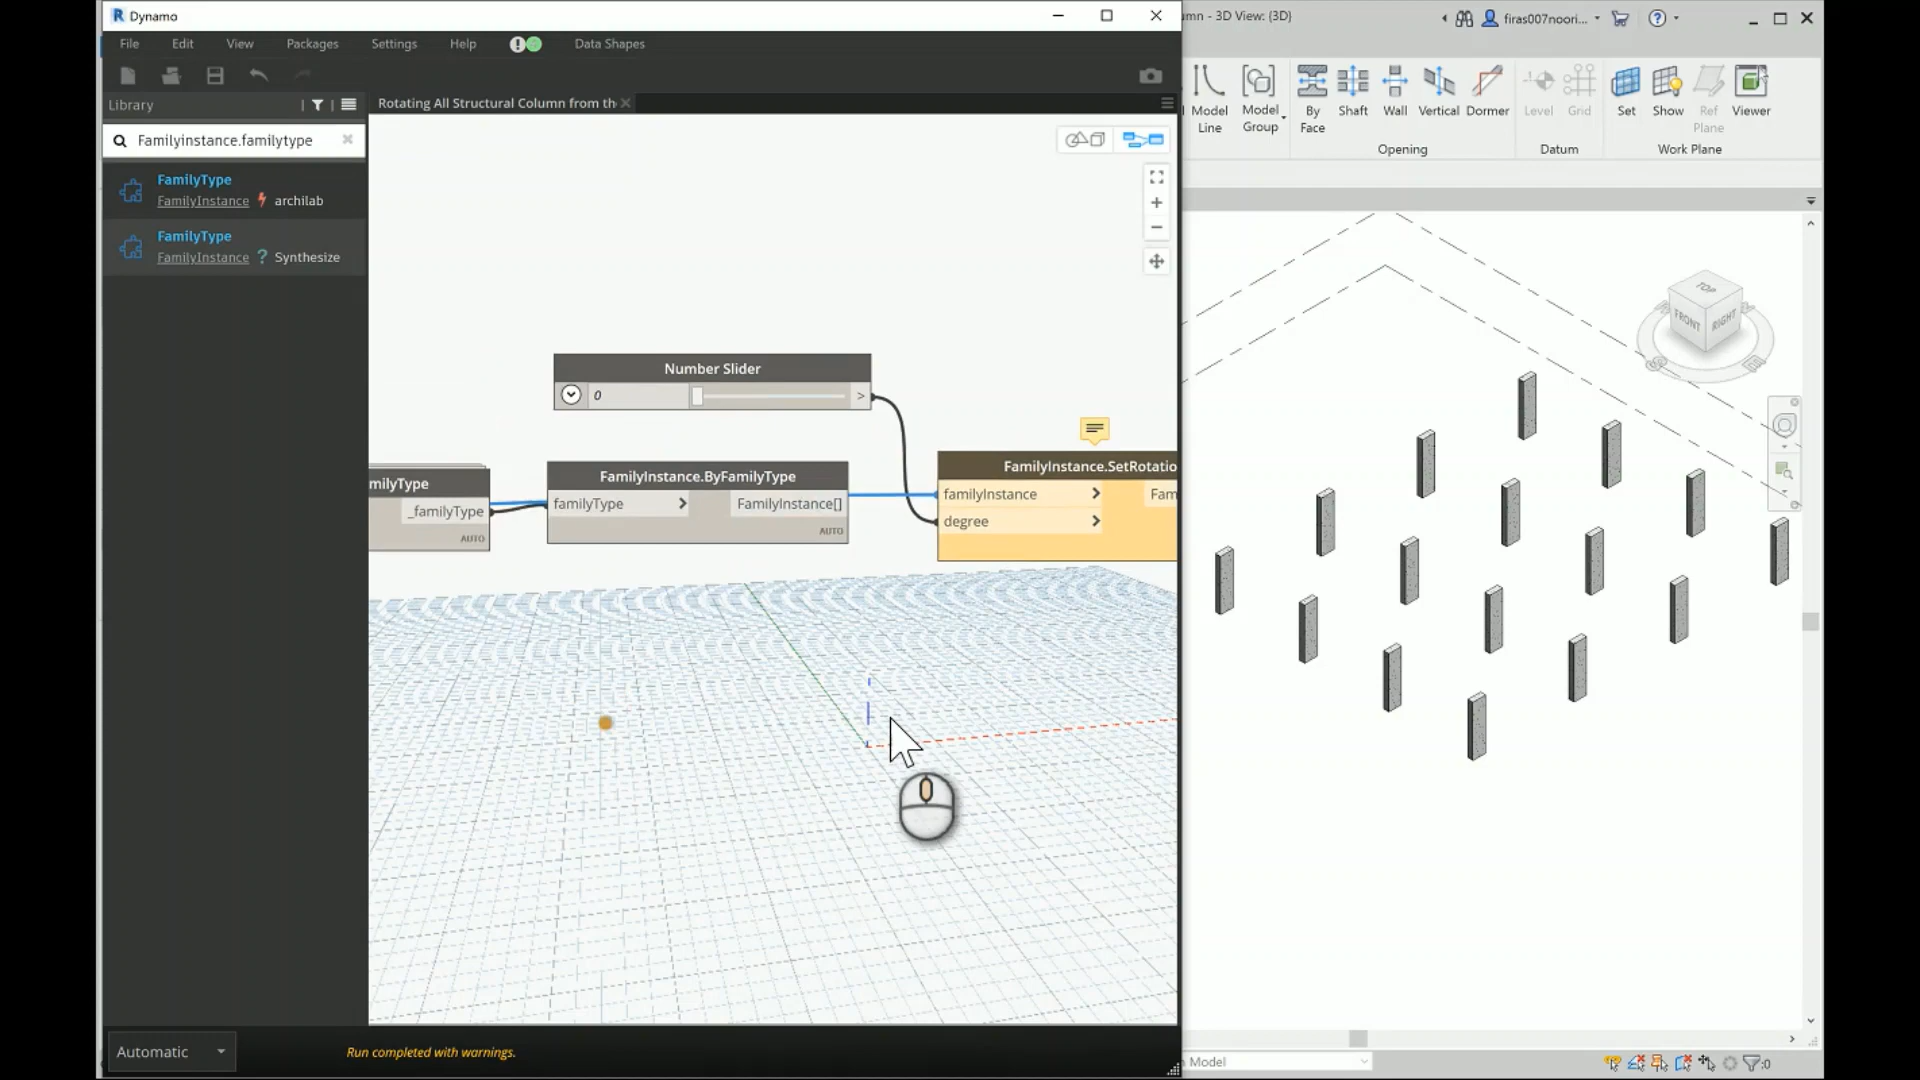 Dynamo
File Edit View Packages Settings Help Data Shapes
Library
Rotating All Structural Column from th
Familyinstance.familytype
FamilyType
FamilyInstance archilab
FamilyType
FamilyInstance ? Synthesize
Number Slider
0 >
milyType
_familyType
AUTO
FamilyInstance.ByFamilyType
familyType > FamilyInstance[]
AUTO
FamilyInstance.SetRotatio
familyInstance > Fam
degree >
Automatic
Run completed with warnings.
mn - 3D View: (3D)
firas007noori...
Model Line
Model Group
By Face
Shaft
Wall
Vertical
Dormer
Level
Grid
Set
Show
Ref Plane
Viewer
Opening
Datum
Work Plane
TOP
FRONT
RIGHT
S
E
Model
:0